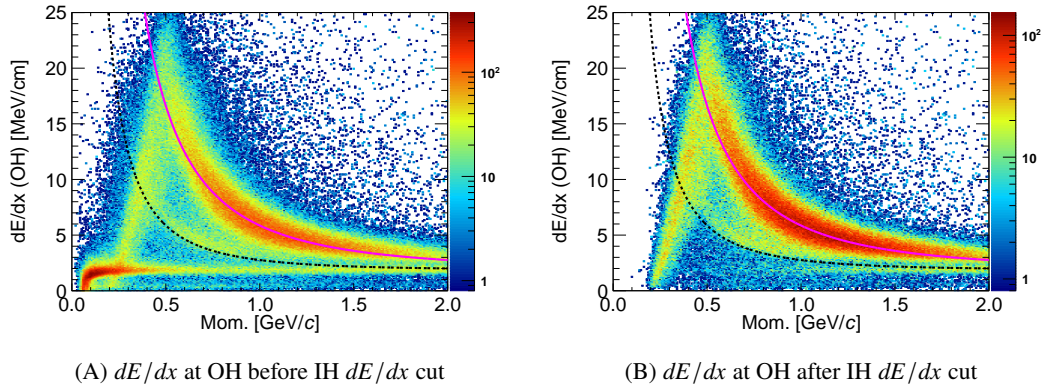 25
20
15
10
5
0
dE/dx (OH) [MeV/cm]
0.0 0.5 1.0 1.5 2.0
Mom. [GeV/c]
10²
10
1
(A) dE/dx at OH before IH dE/dx cut
25
20
15
10
5
0
dE/dx (OH) [MeV/cm]
0.0 0.5 1.0 1.5 2.0
Mom. [GeV/c]
10²
10
1
(B) dE/dx at OH after IH dE/dx cut